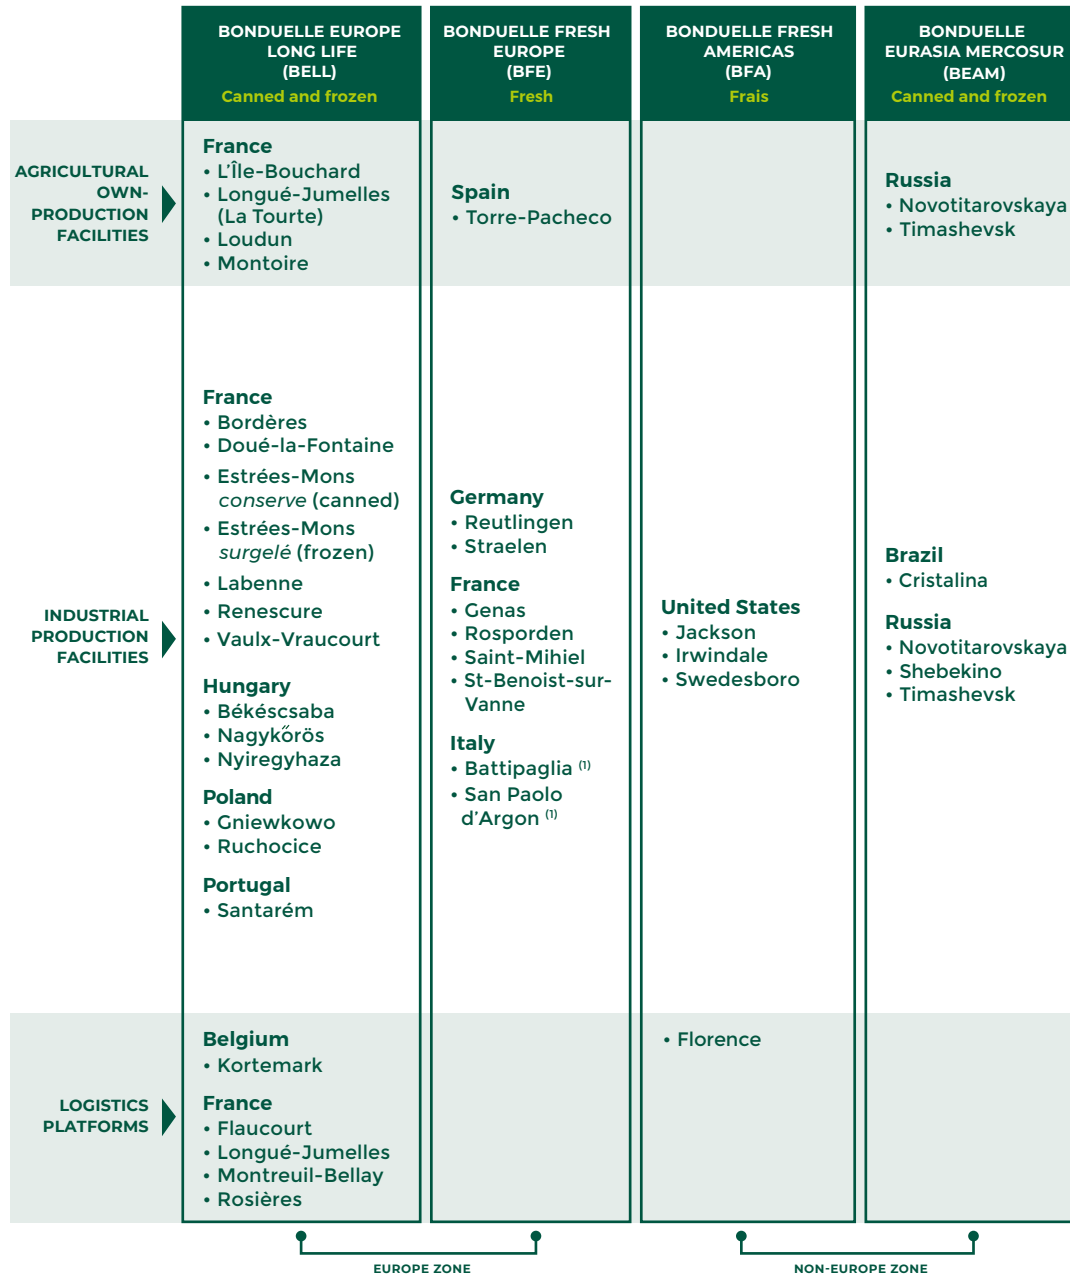 BONDUELLE EUROPE
LONG LIFE
(BELL)
Canned and frozen
BONDUELLE FRESH
EUROPE
(BFE)
Fresh
BONDUELLE FRESH
AMERICAS
(BFA)
Frais
BONDUELLE
EURASIA MERCOSUR
(BEAM)
Canned and frozen
AGRICULTURAL
OWN-
PRODUCTION
FACILITIES
France
• L'Île-Bouchard
• Longué-Jumelles
(La Tourte)
• Loudun
• Montoire
Spain
• Torre-Pacheco
Russia
• Novotitarovskaya
• Timashevsk
INDUSTRIAL
PRODUCTION
FACILITIES
France
• Bordères
• Doué-la-Fontaine
• Estrées-Mons
conserve (canned)
• Estrées-Mons
surgelé (frozen)
• Labenne
• Renescure
• Vaulx-Vraucourt
Hungary
• Békéscsaba
• Nagykőrös
• Nyiregyhaza
Poland
• Gniewkowo
• Ruchocice
Portugal
• Santarém
Germany
• Reutlingen
• Straelen
France
• Genas
• Rosporden
• Saint-Mihiel
• St-Benoist-sur-
Vanne
Italy
• Battipaglia (1)
• San Paolo
d'Argon (1)
United States
• Jackson
• Irwindale
• Swedesboro
Brazil
• Cristalina
Russia
• Novotitarovskaya
• Shebekino
• Timashevsk
LOGISTICS
PLATFORMS
Belgium
• Kortemark
France
• Flaucourt
• Longué-Jumelles
• Montreuil-Bellay
• Rosières
• Florence
EUROPE ZONE
NON-EUROPE ZONE